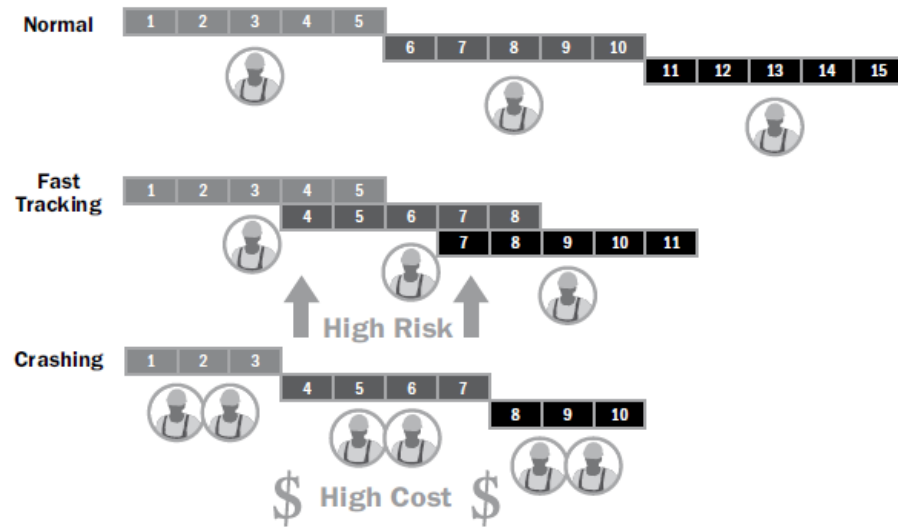 Normal
1 2 3 4 5
6 7 8 9 10
11 12 13 14 15
Fast
Tracking
1 2 3 4 5
4 5 6 7 8
7 8 9 10 11
High Risk
Crashing
1 2 3
4 5 6 7
8 9 10
$ High Cost $